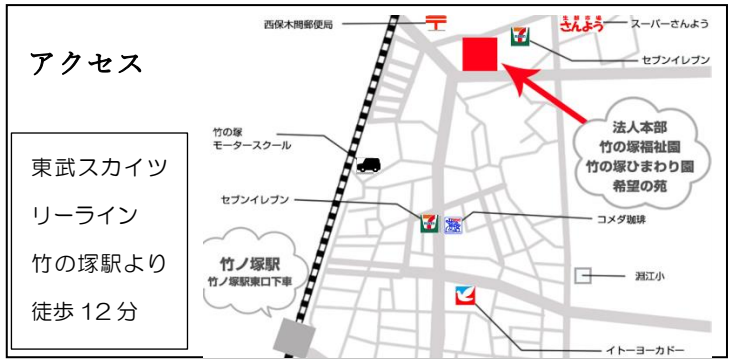 アクセス
東武スカイツ
リーライン
竹の塚駅より
徒歩12分
西保木間郵便局
生鮮市場
さんよう
スーパーさんよう
セブンイレブン
法人本部
竹の塚福祉園
竹の塚ひまわり園
希望の苑
竹の塚
モータースクール
セブンイレブン
コメダ珈琲
竹ノ塚駅
竹ノ塚駅東口下車
淵江小
イトーヨーカドー